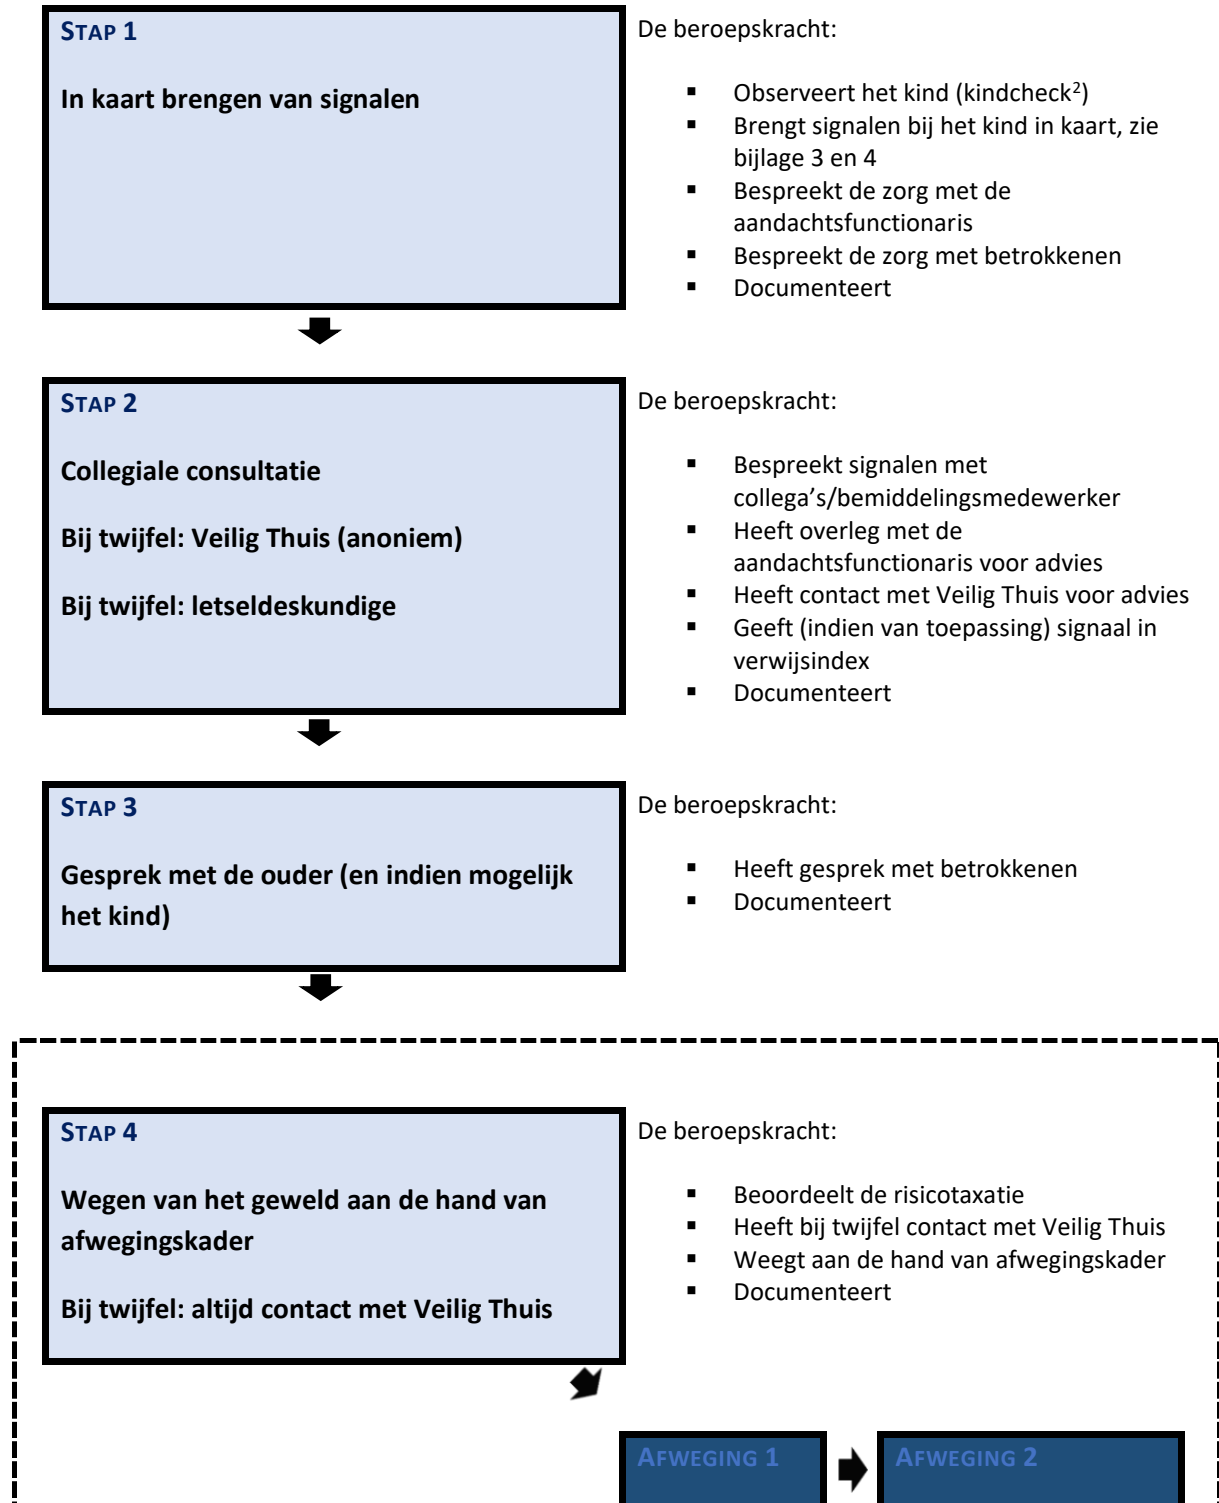 STAP 1
In kaart brengen van signalen
De beroepskracht:
▪ Observeert het kind (kindcheck²)
▪ Brengt signalen bij het kind in kaart, zie
bijlage 3 en 4
▪ Bespreekt de zorg met de
aandachtsfunctionaris
▪ Bespreekt de zorg met betrokkenen
▪ Documenteert
STAP 2
Collegiale consultatie
Bij twijfel: Veilig Thuis (anoniem)
Bij twijfel: letseldeskundige
De beroepskracht:
▪ Bespreekt signalen met
collega’s/bemiddelingsmedewerker
▪ Heeft overleg met de
aandachtsfunctionaris voor advies
▪ Heeft contact met Veilig Thuis voor advies
▪ Geeft (indien van toepassing) signaal in
verwijsindex
▪ Documenteert
STAP 3
Gesprek met de ouder (en indien mogelijk
het kind)
De beroepskracht:
▪ Heeft gesprek met betrokkenen
▪ Documenteert
STAP 4
Wegen van het geweld aan de hand van
afwegingskader
Bij twijfel: altijd contact met Veilig Thuis
De beroepskracht:
▪ Beoordeelt de risicotaxatie
▪ Heeft bij twijfel contact met Veilig Thuis
▪ Weegt aan de hand van afwegingskader
▪ Documenteert
AFWEGING 1
AFWEGING 2